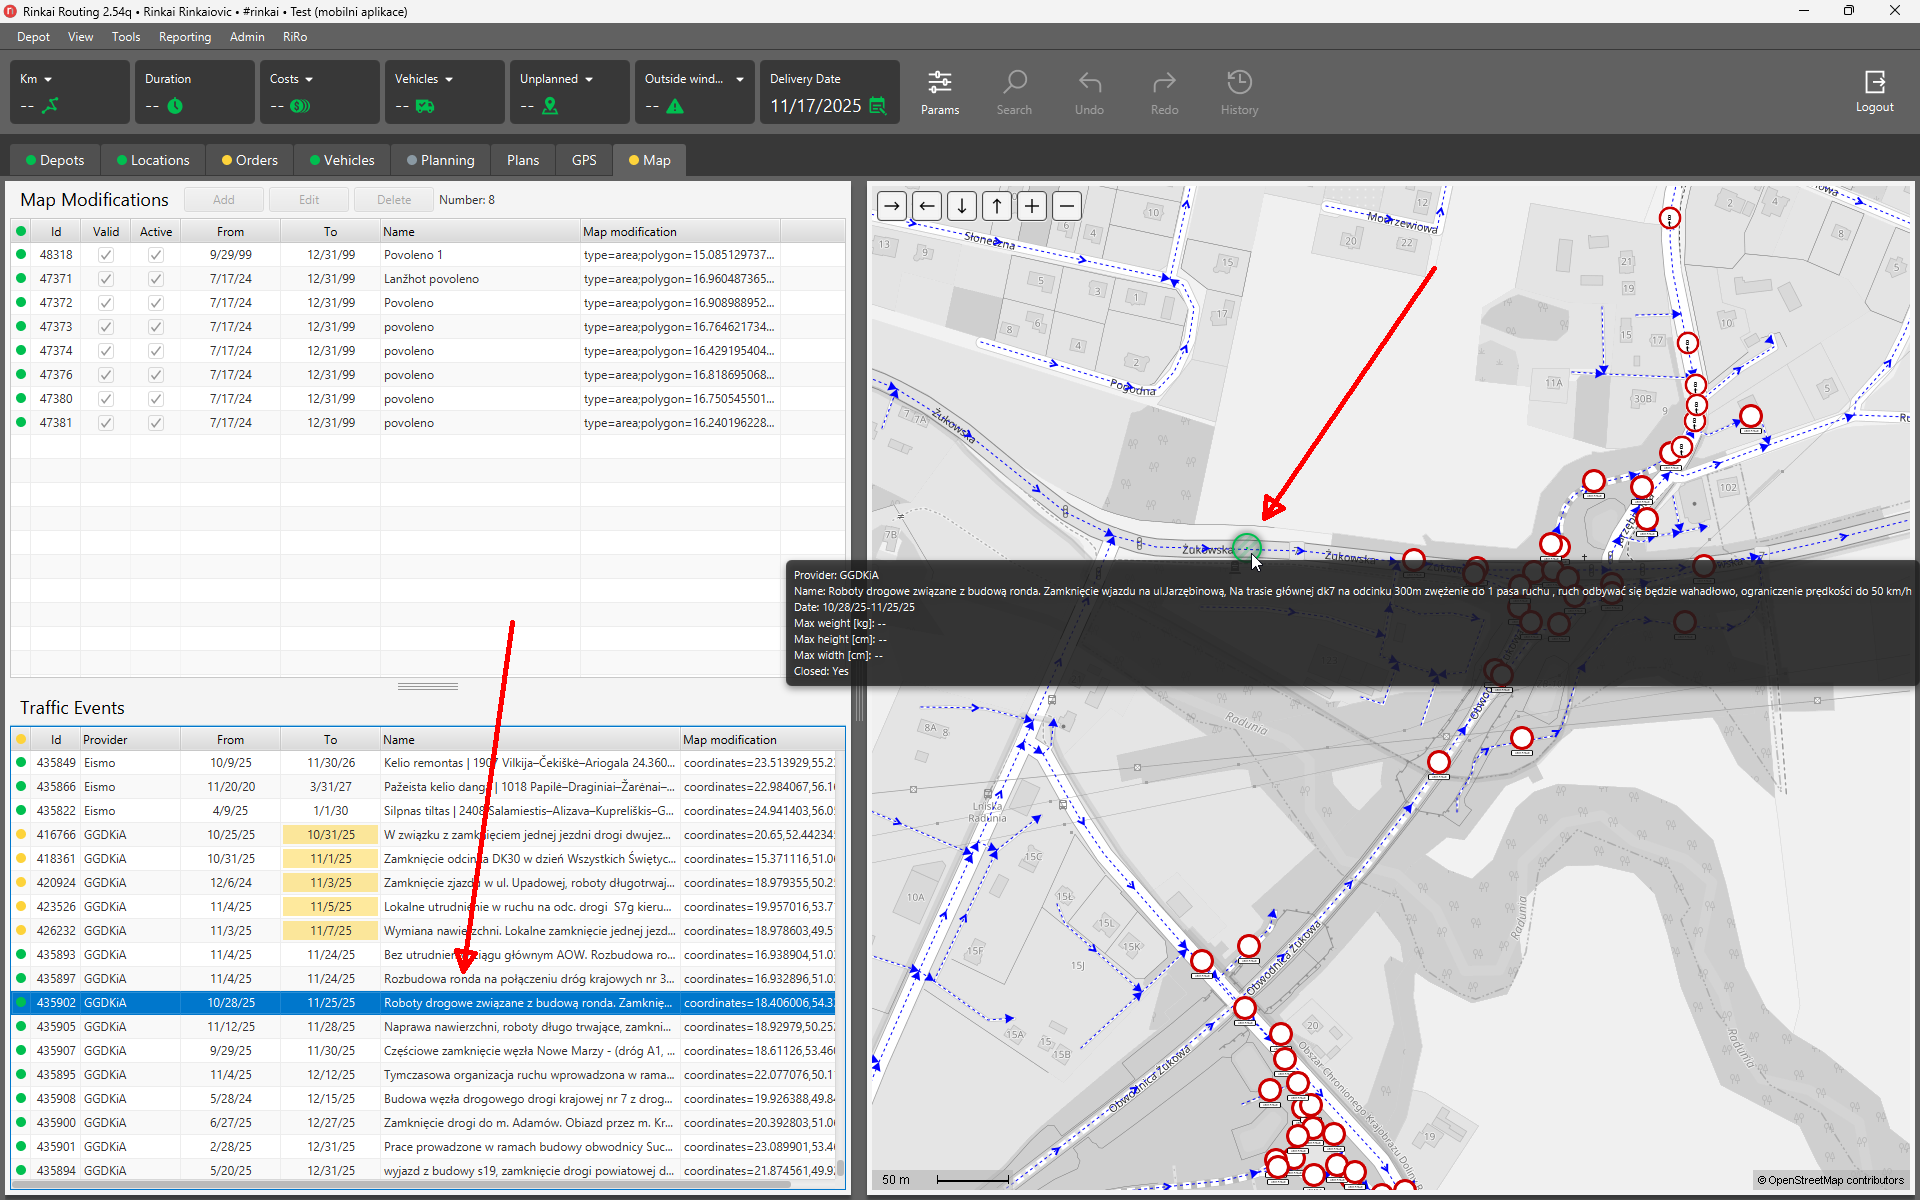 Rinkai Routing 2.54q • Rinkai Rinkaiovic • #rinkai • Test (mobilni aplikace)
Depot View Tools Reporting Admin RiRo
Km Duration Costs Vehicles Unplanned Outside wind... Delivery Date
-- -- -- -- -- -- 11/17/2025
Params Search Undo Redo History Logout
Depots Locations Orders Vehicles Planning Plans GPS Map
Map Modifications Add Edit Delete Number: 8
Id Valid Active From To Name Map modification
48318 9/29/99 12/31/99 Povoleno 1 type=area;polygon=15.085129737...
47371 7/17/24 12/31/99 Lanžhot povoleno type=area;polygon=16.960487365...
47372 7/17/24 12/31/99 Povoleno type=area;polygon=16.908988952...
47373 7/17/24 12/31/99 povoleno type=area;polygon=16.764621734...
47374 7/17/24 12/31/99 povoleno type=area;polygon=16.429195404...
47376 7/17/24 12/31/99 povoleno type=area;polygon=16.818695068...
47380 7/17/24 12/31/99 povoleno type=area;polygon=16.750545501...
47381 7/17/24 12/31/99 povoleno type=area;polygon=16.240196228...
Traffic Events
Id Provider From To Name Map modification
435849 Eismo 10/9/25 11/30/26 Kelio remontas | 1907 Vilkija–Čekiškė–Ariogala 24.360... coordinates=23.513929,55.2
435866 Eismo 11/20/20 3/31/27 Pažeista kelio danga | 1018 Papilė–Draginiai–Žarėnai–... coordinates=22.984067,56.1
435822 Eismo 4/9/25 1/1/30 Silpnas tiltas | 2408 Salamiestis–Alizava–Kupreliškis–G... coordinates=24.941403,56.0
416766 GGDKiA 10/25/25 10/31/25 W związku z zamknięciem jednej jezdni drogi dwujez... coordinates=20.65,52.442345
418361 GGDKiA 10/31/25 11/1/25 Zamknięcie odcinka DK30 w dzień Wszystkich Świętyc... coordinates=15.371116,51.0
420924 GGDKiA 12/6/24 11/3/25 Zamknięcie zjazdu w ul. Upadowej, roboty długotrwaj... coordinates=18.979355,50.2
423526 GGDKiA 11/4/25 11/5/25 Lokalne utrudnienie w ruchu na odc. drogi S7g kieru... coordinates=19.957016,53.7
426232 GGDKiA 11/3/25 11/7/25 Wymiana nawierzchni. Lokalne zamknięcie jednej jezd... coordinates=18.978603,49.5
435893 GGDKiA 11/4/25 11/24/25 Bez utrudnień ciągu głównym AOW. Rozbudowa ro... coordinates=16.938904,51.0
435897 GGDKiA 11/4/25 11/24/25 Rozbudowa ronda na połączeniu dróg krajowych nr 3... coordinates=16.932896,51.0
435902 GGDKiA 10/28/25 11/25/25 Roboty drogowe związane z budową ronda. Zamknię... coordinates=18.406006,54.3
435905 GGDKiA 11/12/25 11/28/25 Naprawa nawierzchni, roboty długo trwające, zamkni... coordinates=18.92979,50.25
435907 GGDKiA 9/29/25 11/30/25 Częściowe zamknięcie węzła Nowe Marzy - (dróg A1, ... coordinates=18.61126,53.46
435895 GGDKiA 11/4/25 12/12/25 Tymczasowa organizacja ruchu wprowadzona w rama... coordinates=22.077076,50.1
435908 GGDKiA 5/28/24 12/15/25 Budowa węzła drogowego drogi krajowej nr 7 z drog... coordinates=19.926388,49.8
435900 GGDKiA 6/27/25 12/27/25 Zamknięcie drogi do m. Adamów. Obiazd przez m. Kr... coordinates=20.392803,51.0
435901 GGDKiA 2/28/25 12/31/25 Prace prowadzone w ramach budowy obwodnicy Suc... coordinates=23.089901,53.4
435894 GGDKiA 5/20/25 12/31/25 wyjazd z budowy s19, zamknięcie drogi powiatowej d... coordinates=21.874561,49.9
Słoneczna
Modrzewiowa
Pogodna
Żukowska
Żukowska Żukowska
Provider: GGDKiA
Name: Roboty drogowe związane z budową ronda. Zamknięcie wjazdu na ul.Jarzębinową, Na trasie głównej dk7 na odcinku 300m zwężenie do 1 pasa ruchu , ruch odbywać się będzie wahadłowo, ograniczenie prędkości do 50 km/h
Date: 10/28/25-11/25/25
Max weight [kg]: --
Max height [cm]: --
Max width [cm]: --
Closed: Yes
Radunia
Lniska
Radunia
Radunia
Radunia
Obwodnica Żukowa
Obwodnica Żukowa
Obszar Chronionego Krajobrazu Doliny
50 m
© OpenStreetMap contributors